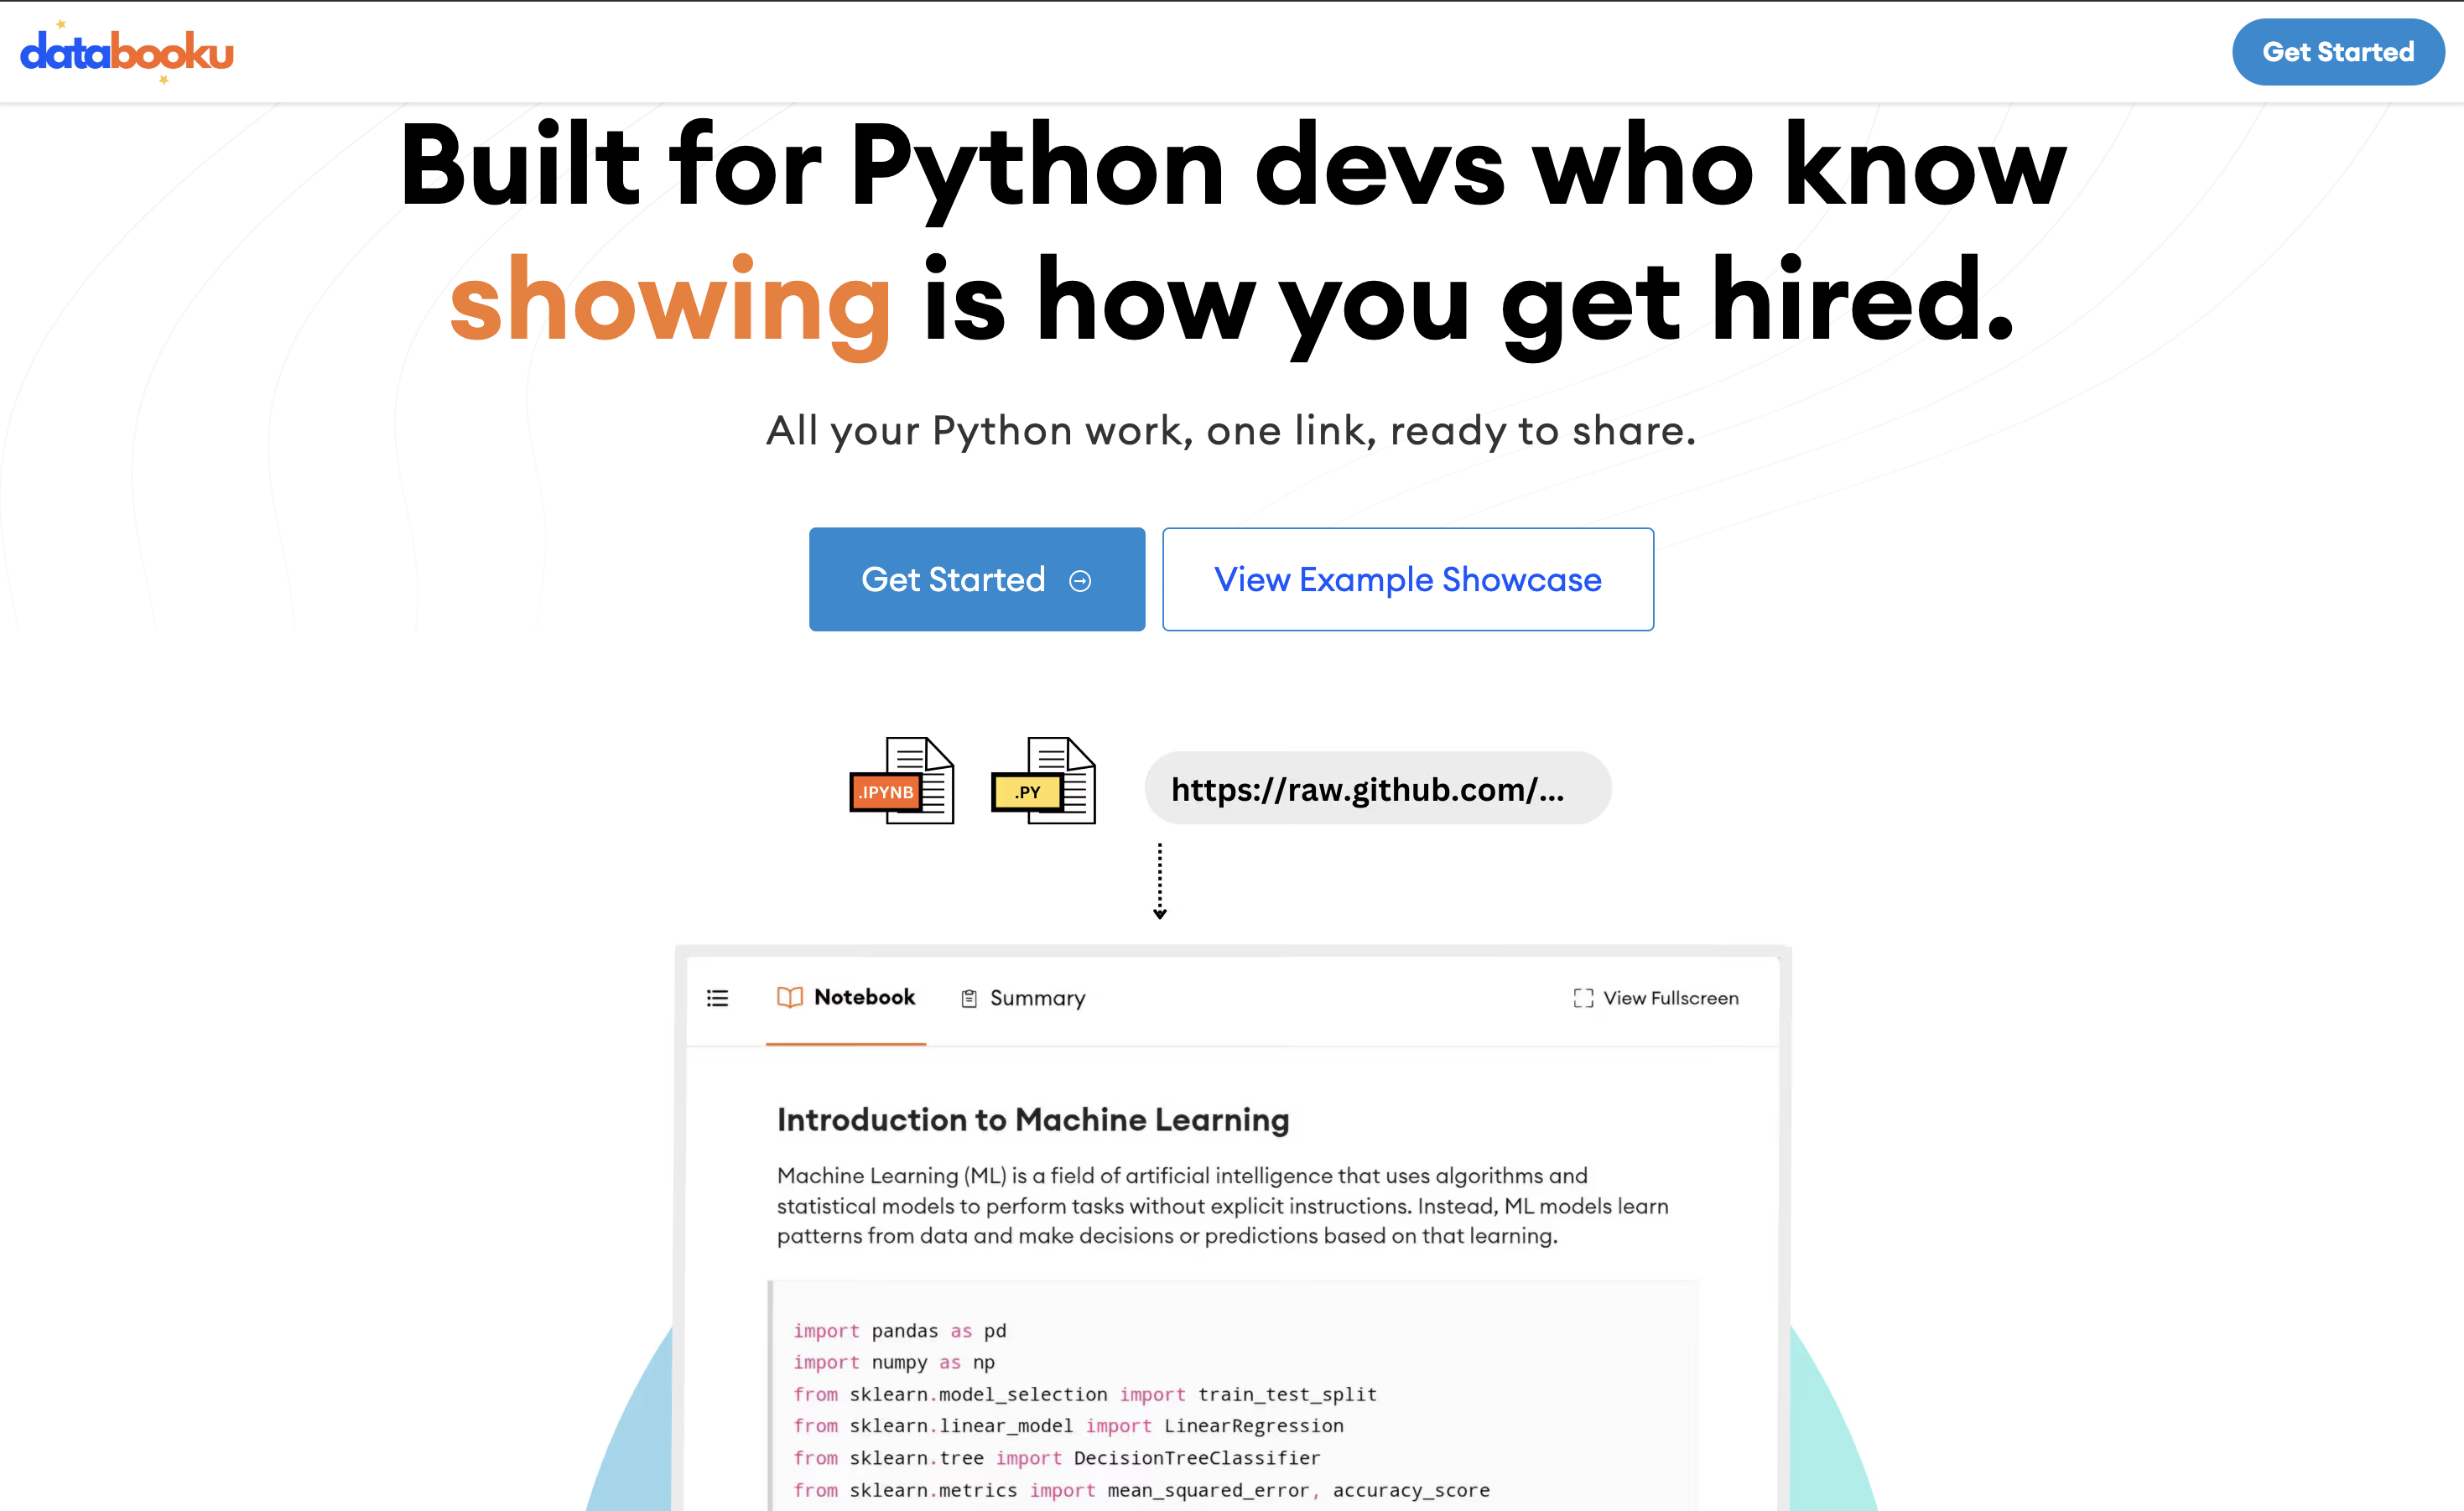 databooku
Get Started
Built for Python devs who know
showing is how you get hired.
All your Python work, one link, ready to share.
Get Started
View Example Showcase
.IPYNB
.PY
https://raw.github.com/...
Notebook
Summary
View Fullscreen
Introduction to Machine Learning
Machine Learning (ML) is a field of artificial intelligence that uses algorithms and
statistical models to perform tasks without explicit instructions. Instead, ML models learn
patterns from data and make decisions or predictions based on that learning.
import pandas as pd
import numpy as np
from sklearn.model_selection import train_test_split
from sklearn.linear_model import LinearRegression
from sklearn.tree import DecisionTreeClassifier
from sklearn.metrics import mean_squared_error, accuracy_score